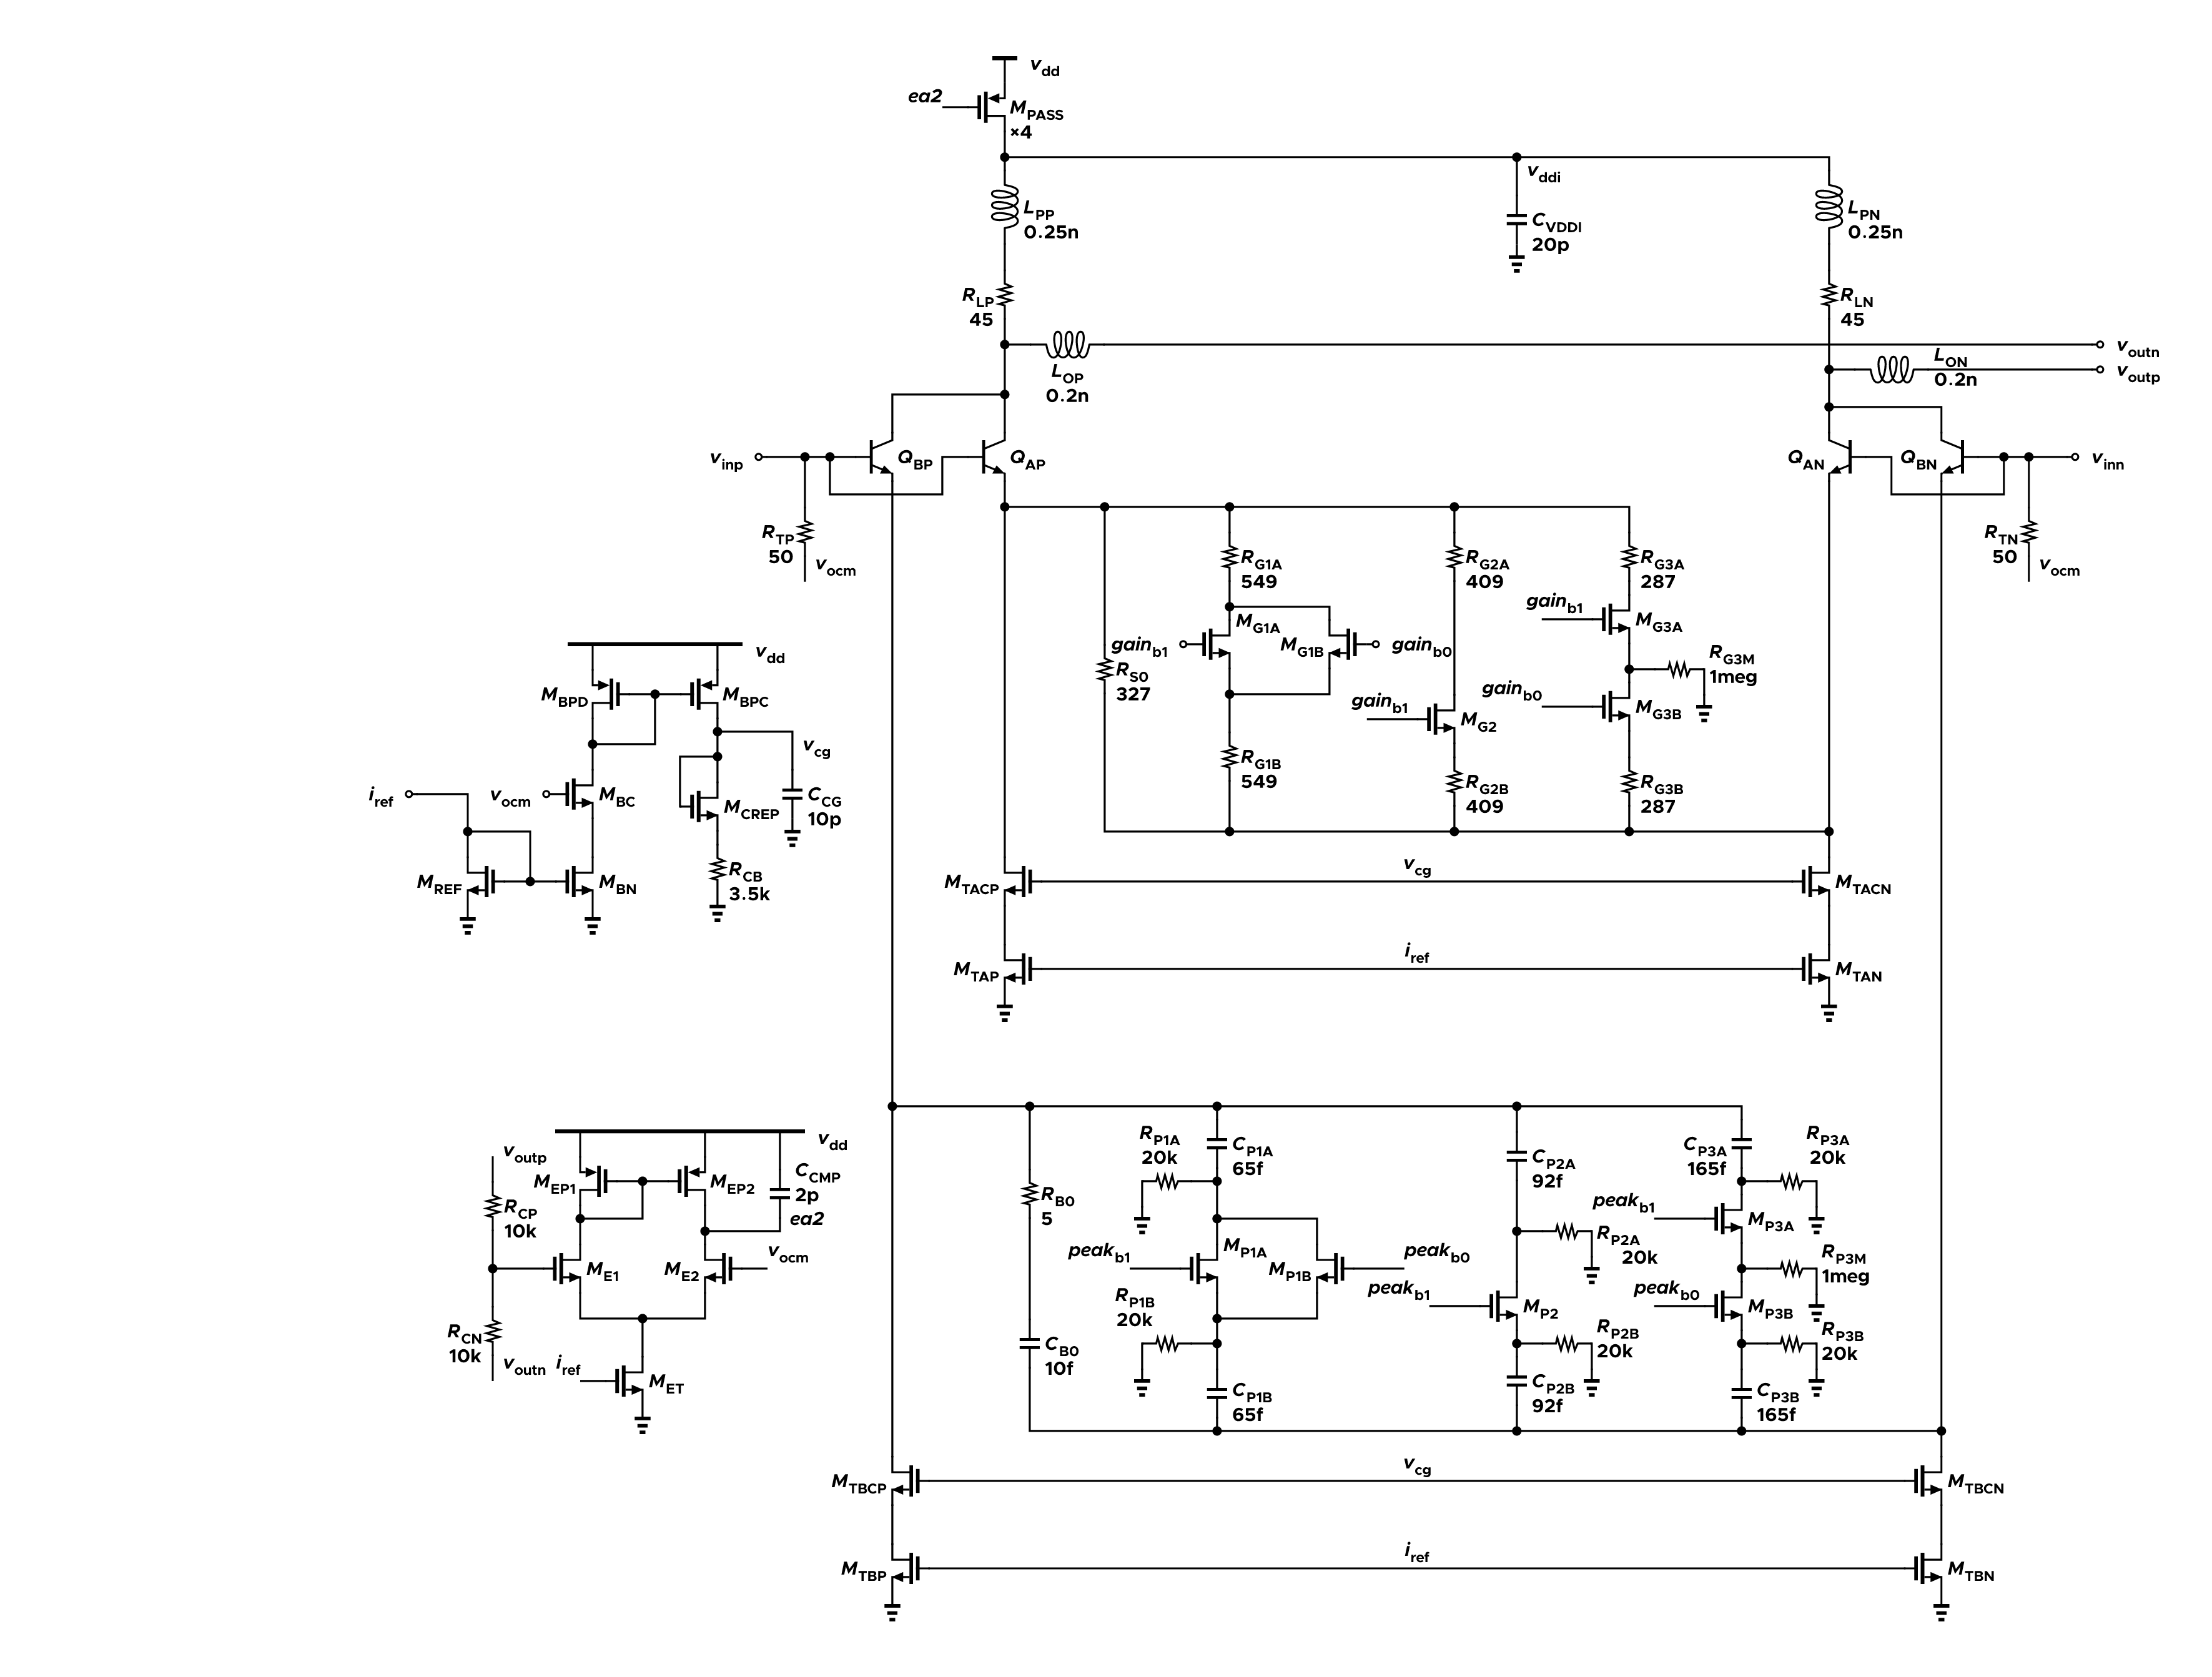 vdd
ea2
MPASS
×4
vddi
LPP
0.25n
CVDDI
20p
LPN
0.25n
RLP
45
RLN
45
voutn
LOP
0.2n
LON
0.2n
voutp
vinp
QBP
QAP
QAN
QBN
vinn
RTP
50
vocm
RTN
50
vocm
RG1A
549
RG2A
409
RG3A
287
gainb1
MG3A
gainb1
MG1A
MG1B
gainb0
RS0
327
RG3M
1meg
gainb0
MG3B
gainb1
MG2
RG1B
549
RG2B
409
RG3B
287
vdd
MBPD
MBPC
vcg
iref
vocm
MBC
MCREP
CCG
10p
MREF
MBN
RCB
3.5k
vcg
MTACP
MTACN
iref
MTAP
MTAN
vdd
voutp
MEP1
MEP2
CCMP
2p
ea2
RCP
10k
ME1
ME2
vocm
RCN
10k
voutn
iref
MET
RB0
5
CB0
10f
RP1A
20k
CP1A
65f
peakb1
MP1A
MP1B
peakb0
RP1B
20k
CP1B
65f
CP2A
92f
RP2A
20k
peakb1
MP2
RP2B
20k
CP2B
92f
CP3A
165f
RP3A
20k
peakb1
MP3A
RP3M
1meg
peakb0
MP3B
RP3B
20k
CP3B
165f
vcg
MTBCP
MTBCN
iref
MTBP
MTBN